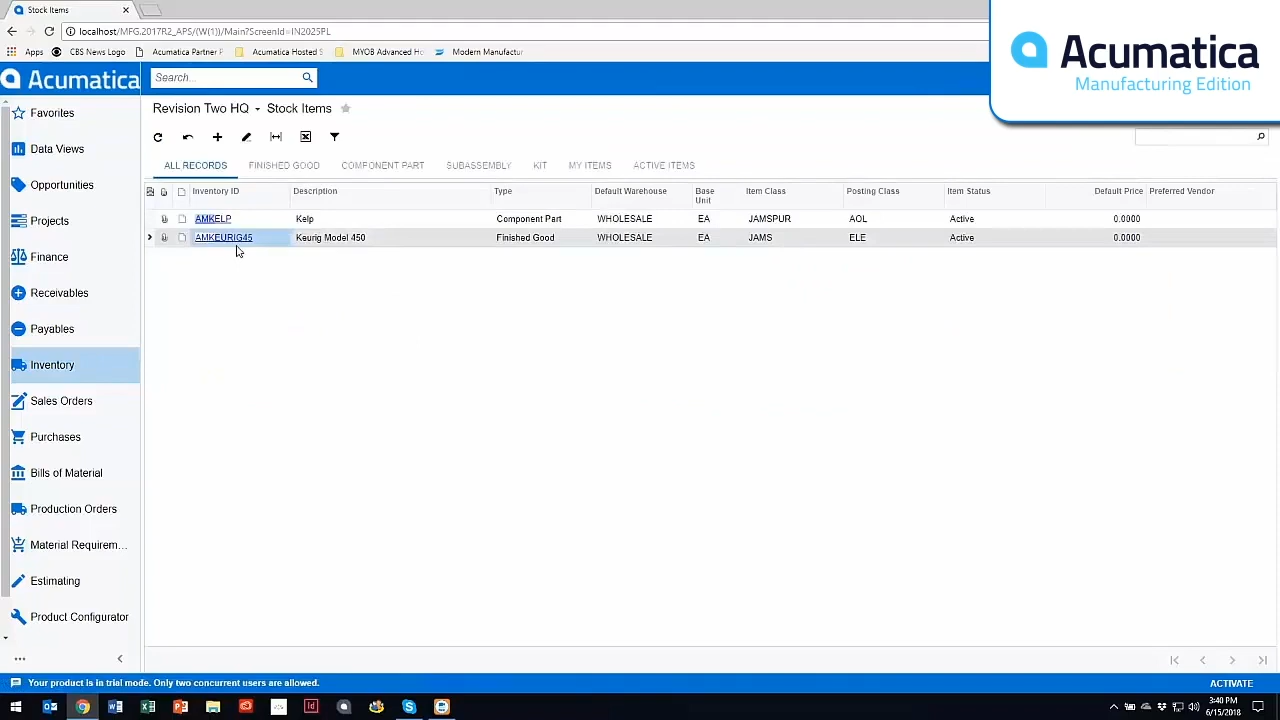 Stock Items
localhost/MFG.2017R2_APS/(W(1))/Main?ScreenId=IN2025PL
Apps CBS News Logo Acumatica Partner Acumatica Hosted S MYOB Advanced Ho Modern Manufactur
Acumatica
Manufacturing Edition
Acumatica
Search...
Revision Two HQ Stock Items
Favorites
Data Views
Opportunities
Projects
Finance
Receivables
Payables
Inventory
Sales Orders
Purchases
Bills of Material
Production Orders
Material Requirem...
Estimating
Product Configurator
ALL RECORDS FINISHED GOOD COMPONENT PART SUBASSEMBLY KIT MY ITEMS ACTIVE ITEMS
Inventory ID Description Type Default Warehouse Base Unit Item Class Posting Class Item Status Default Price Preferred Vendor
AMKELP Kelp Component Part WHOLESALE EA JAMSPUR AOL Active 0.0000
AMKEURIG45 Keurig Model 450 Finished Good WHOLESALE EA JAMS ELE Active 0.0000
Your product is in trial mode. Only two concurrent users are allowed. ACTIVATE
3:40 PM
6/15/2018